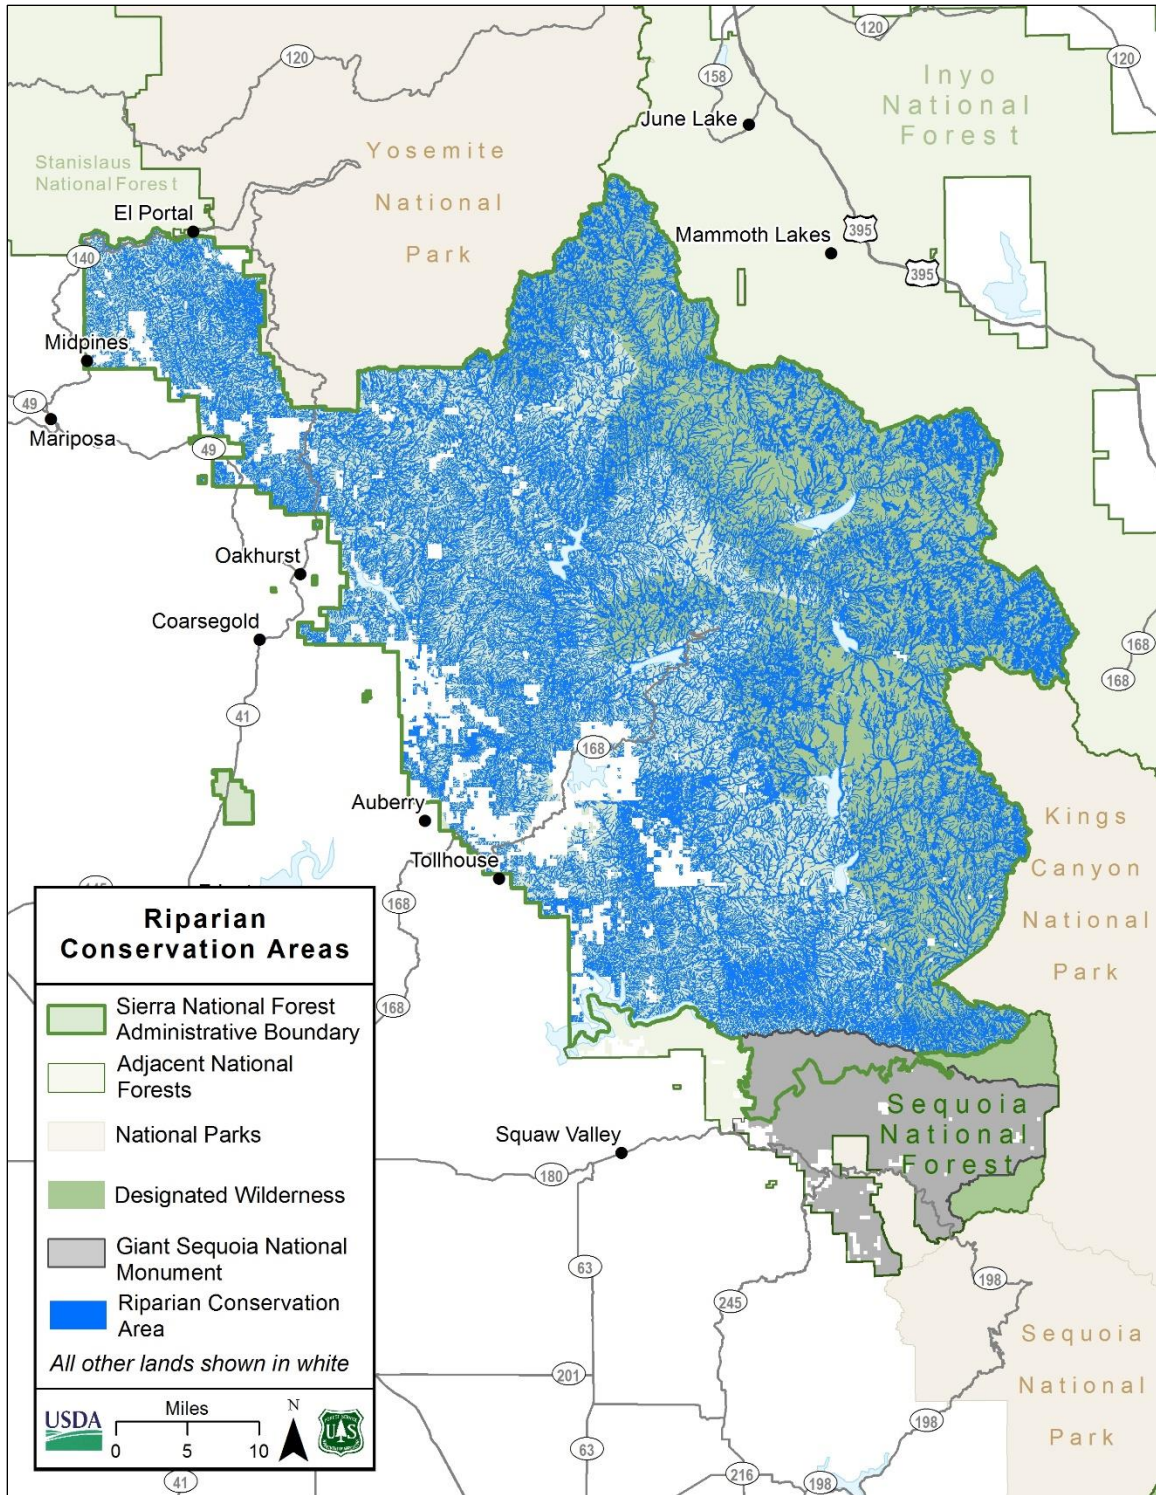 120
120
120
158
Inyo
National
Forest
June Lake
Yosemite
National
Park
Stanislaus
National Forest
El Portal
140
Mammoth Lakes
395
395
Midpines
49
Mariposa
49
Oakhurst
Coarsegold
168
168
41
168
Auberry
Tollhouse
Kings
Canyon
National
Park
168
168
Riparian
Conservation Areas
Sierra National Forest
Administrative Boundary
Adjacent National
Forests
National Parks
Designated Wilderness
Giant Sequoia National
Monument
Riparian Conservation
Area
All other lands shown in white
USDA
Miles
0 5 10
N
FOREST SERVICE
US
Sequoia
National
Forest
Squaw Valley
180
63
245
198
Sequoia
National
Park
201
198
63
41
216
198